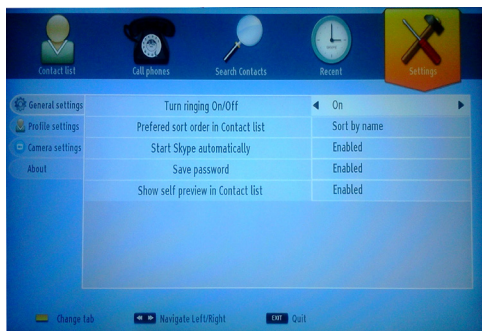 Contact list
Call phones
Search Contacts
Recent
Settings
General settings
Turn ringing On/Off
On
Profile settings
Prefered sort order in Contact list
Sort by name
Camera settings
Start Skype automatically
Enabled
About
Save password
Enabled
Show self preview in Contact list
Enabled
Change tab
Navigate Left/Right
EXIT Quit